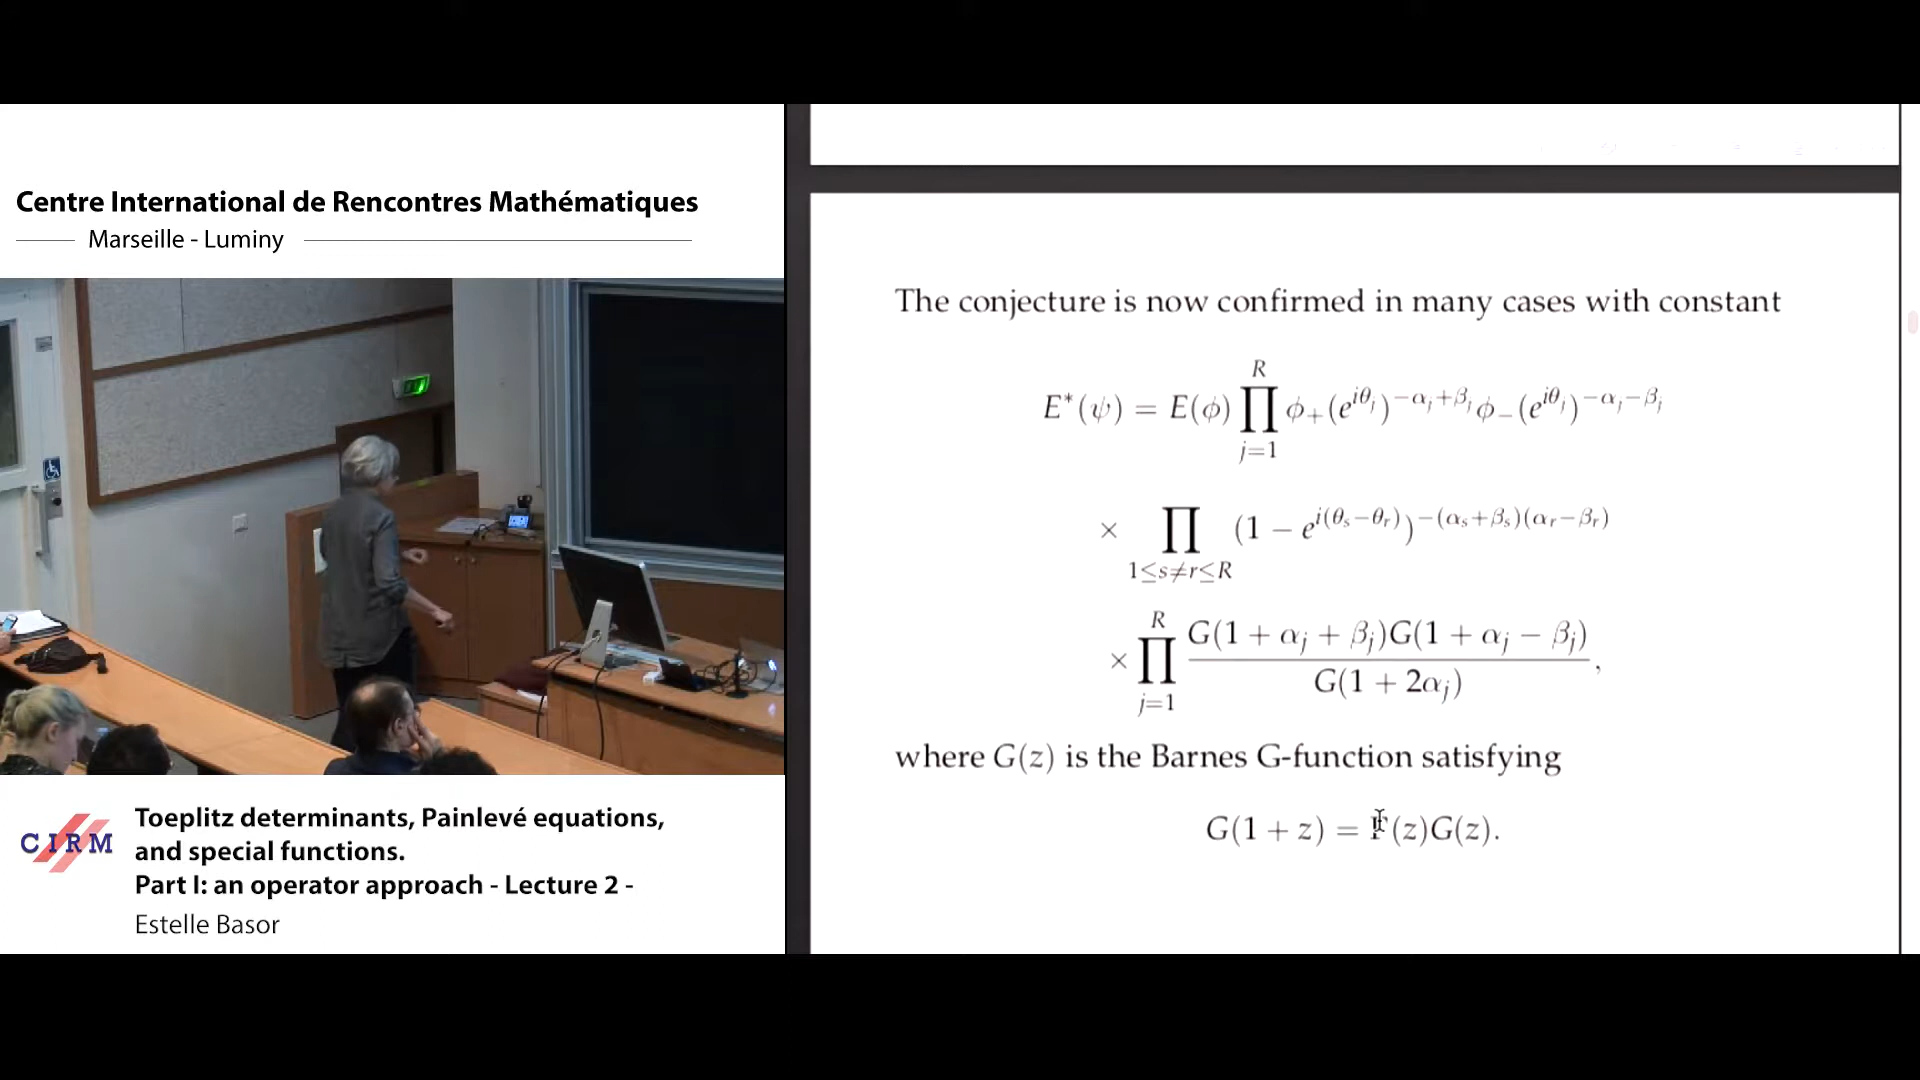 Centre International de Rencontres Mathématiques
Marseille - Luminy
CIRM
Toeplitz determinants, Painlevé equations,
and special functions.
Part I: an operator approach - Lecture 2 -
Estelle Basor
The conjecture is now confirmed in many cases with constant
E*(ψ) = E(ϕ) ∏_{j=1}^{R} ϕ₊(e^{iθ_j})^{−α_j+β_j} ϕ₋(e^{iθ_j})^{−α_j−β_j}
× ∏_{1≤s≠r≤R} (1 − e^{i(θ_s−θ_r)})^{−(α_s+β_s)(α_r−β_r)}
× ∏_{j=1}^{R} G(1 + α_j + β_j)G(1 + α_j − β_j) / G(1 + 2α_j),
where G(z) is the Barnes G-function satisfying
G(1 + z) = Γ(z)G(z).